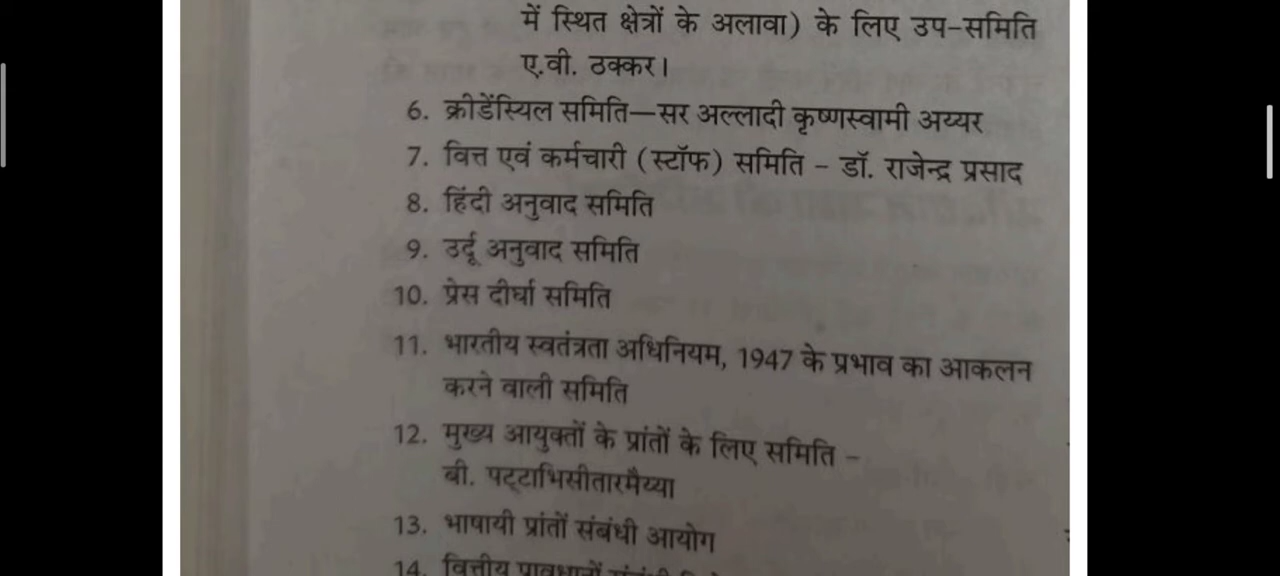 में स्थित क्षेत्रों के अलावा) के लिए उप-समिति
ए.वी. ठक्कर।
6. क्रीडेंस्यिल समिति—सर अल्लादी कृष्णस्वामी अय्यर
7. वित्त एवं कर्मचारी (स्टॉफ) समिति – डॉ. राजेन्द्र प्रसाद
8. हिंदी अनुवाद समिति
9. उर्दू अनुवाद समिति
10. प्रेस दीर्घा समिति
11. भारतीय स्वतंत्रता अधिनियम, 1947 के प्रभाव का आकलन
करने वाली समिति
12. मुख्य आयुक्तों के प्रांतों के लिए समिति –
बी. पट्टाभिसीतारमैय्या
13. भाषायी प्रांतों संबंधी आयोग
14. वित्तीय प्रावधानों संबंधी